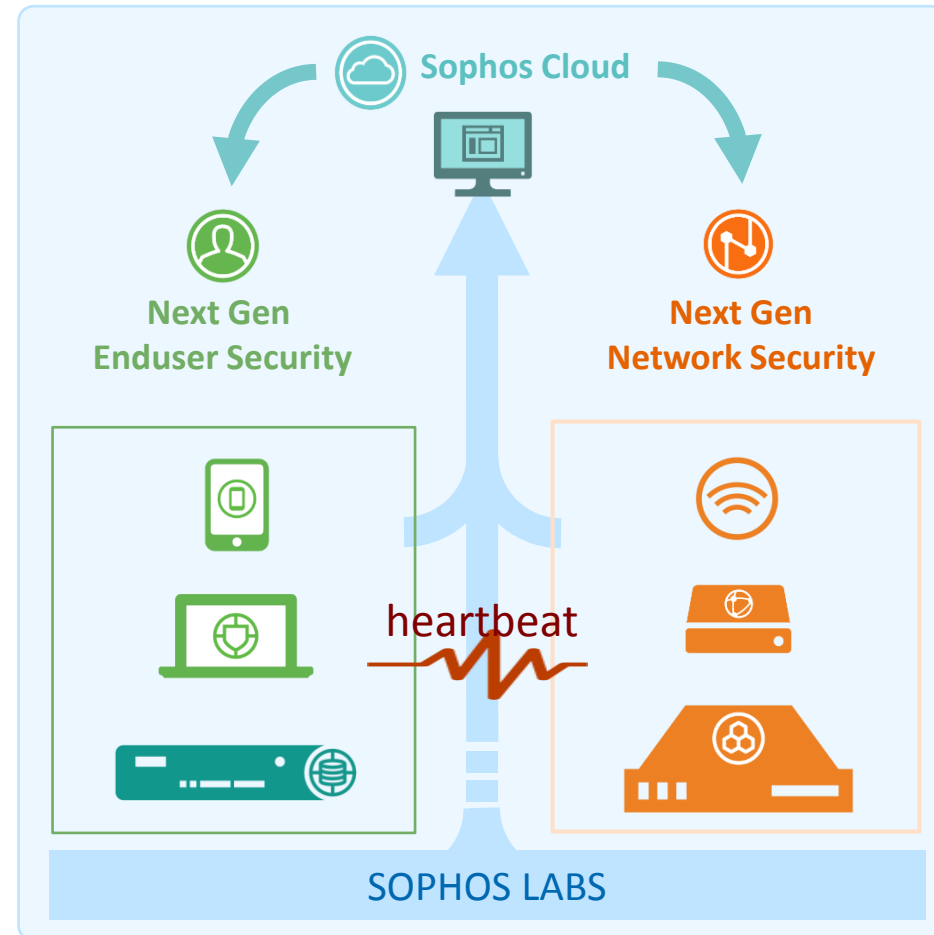 Sophos Cloud
Next Gen
Enduser Security
Next Gen
Network Security
heartbeat
SOPHOS LABS